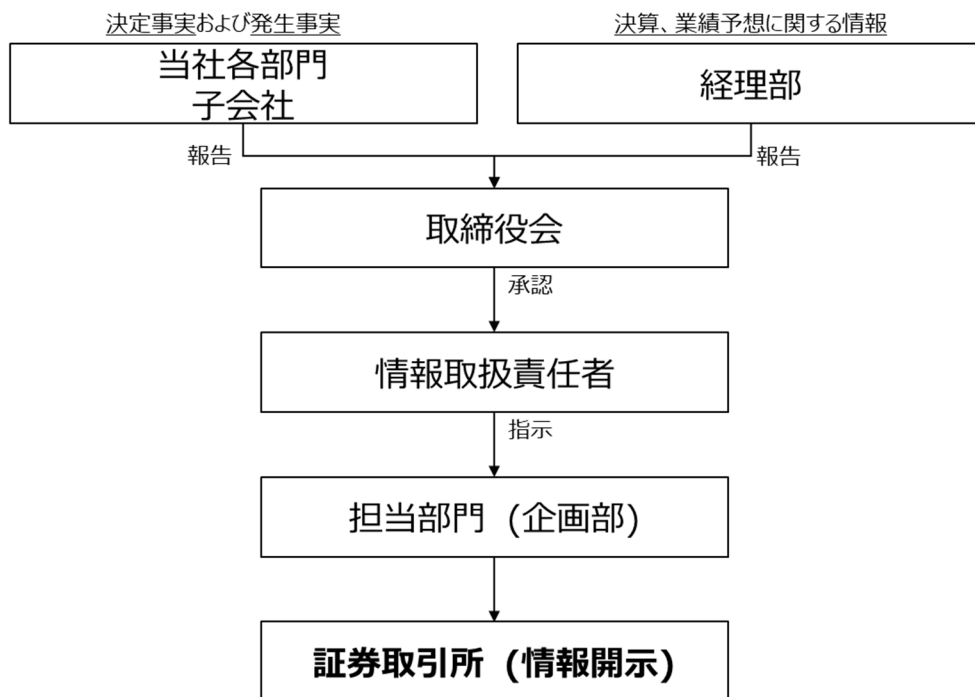 決定事実および発生事実
決算、業績予想に関する情報
当社各部門
子会社
経理部
報告
報告
取締役会
承認
情報取扱責任者
指示
担当部門（企画部）
証券取引所（情報開示）